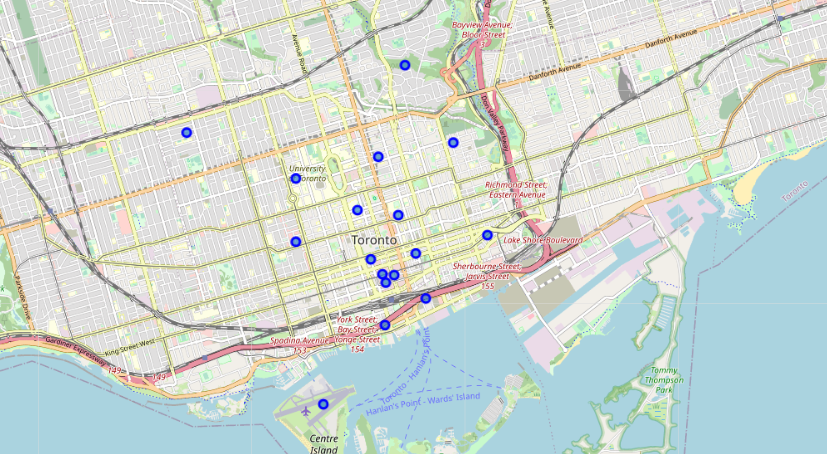 Bayview Avenue,
Bloor Street
Avenue Road
Danforth Avenue
Danforth Avenue
Don Valley Parkway
University
Toronto
Richmond Street,
Eastern Avenue
Toronto
Toronto
Lake Shore Boulevard
Sherbourne Street,
Jarvis Street
155
Parkside Drive
York Street,
Bay Street,
Yonge Street
154
Spadina Avenue
153
King Street West
Gardiner Expressway
149
149
Toronto - Hanlan's Point
Hanlan's Point - Wards' Island
Tommy
Thompson
Park
Centre
Island